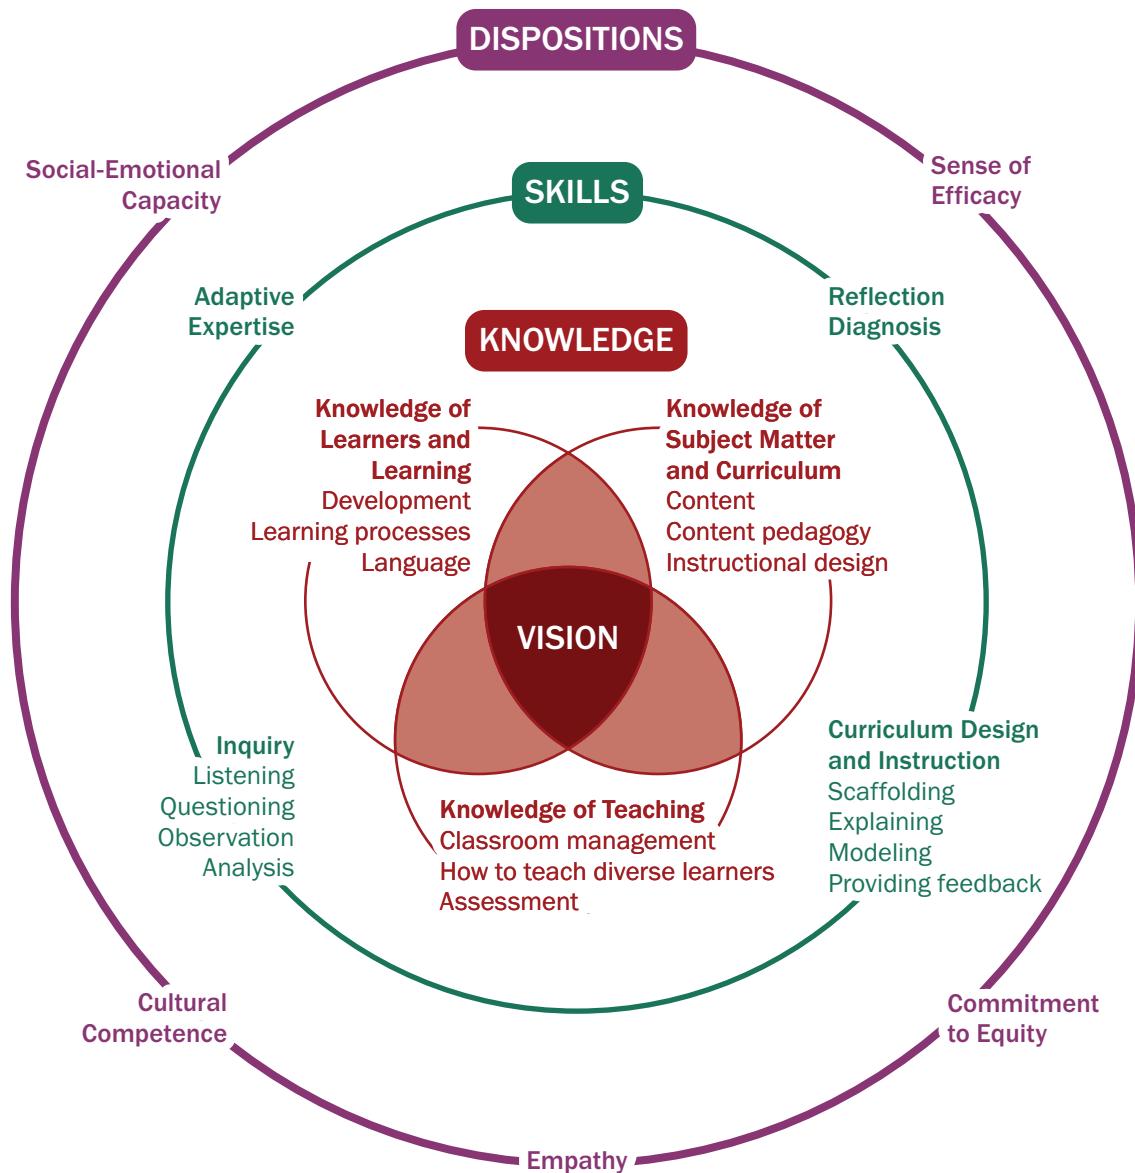 DISPOSITIONS
Social-Emotional
Capacity
Sense of
Efficacy
SKILLS
Adaptive
Expertise
Reflection
Diagnosis
KNOWLEDGE
Knowledge of
Learners and
Learning
Development
Learning processes
Language
Knowledge of
Subject Matter
and Curriculum
Content
Content pedagogy
Instructional design
VISION
Inquiry
Listening
Questioning
Observation
Analysis
Knowledge of Teaching
Classroom management
How to teach diverse learners
Assessment
Curriculum Design
and Instruction
Scaffolding
Explaining
Modeling
Providing feedback
Cultural
Competence
Commitment
to Equity
Empathy